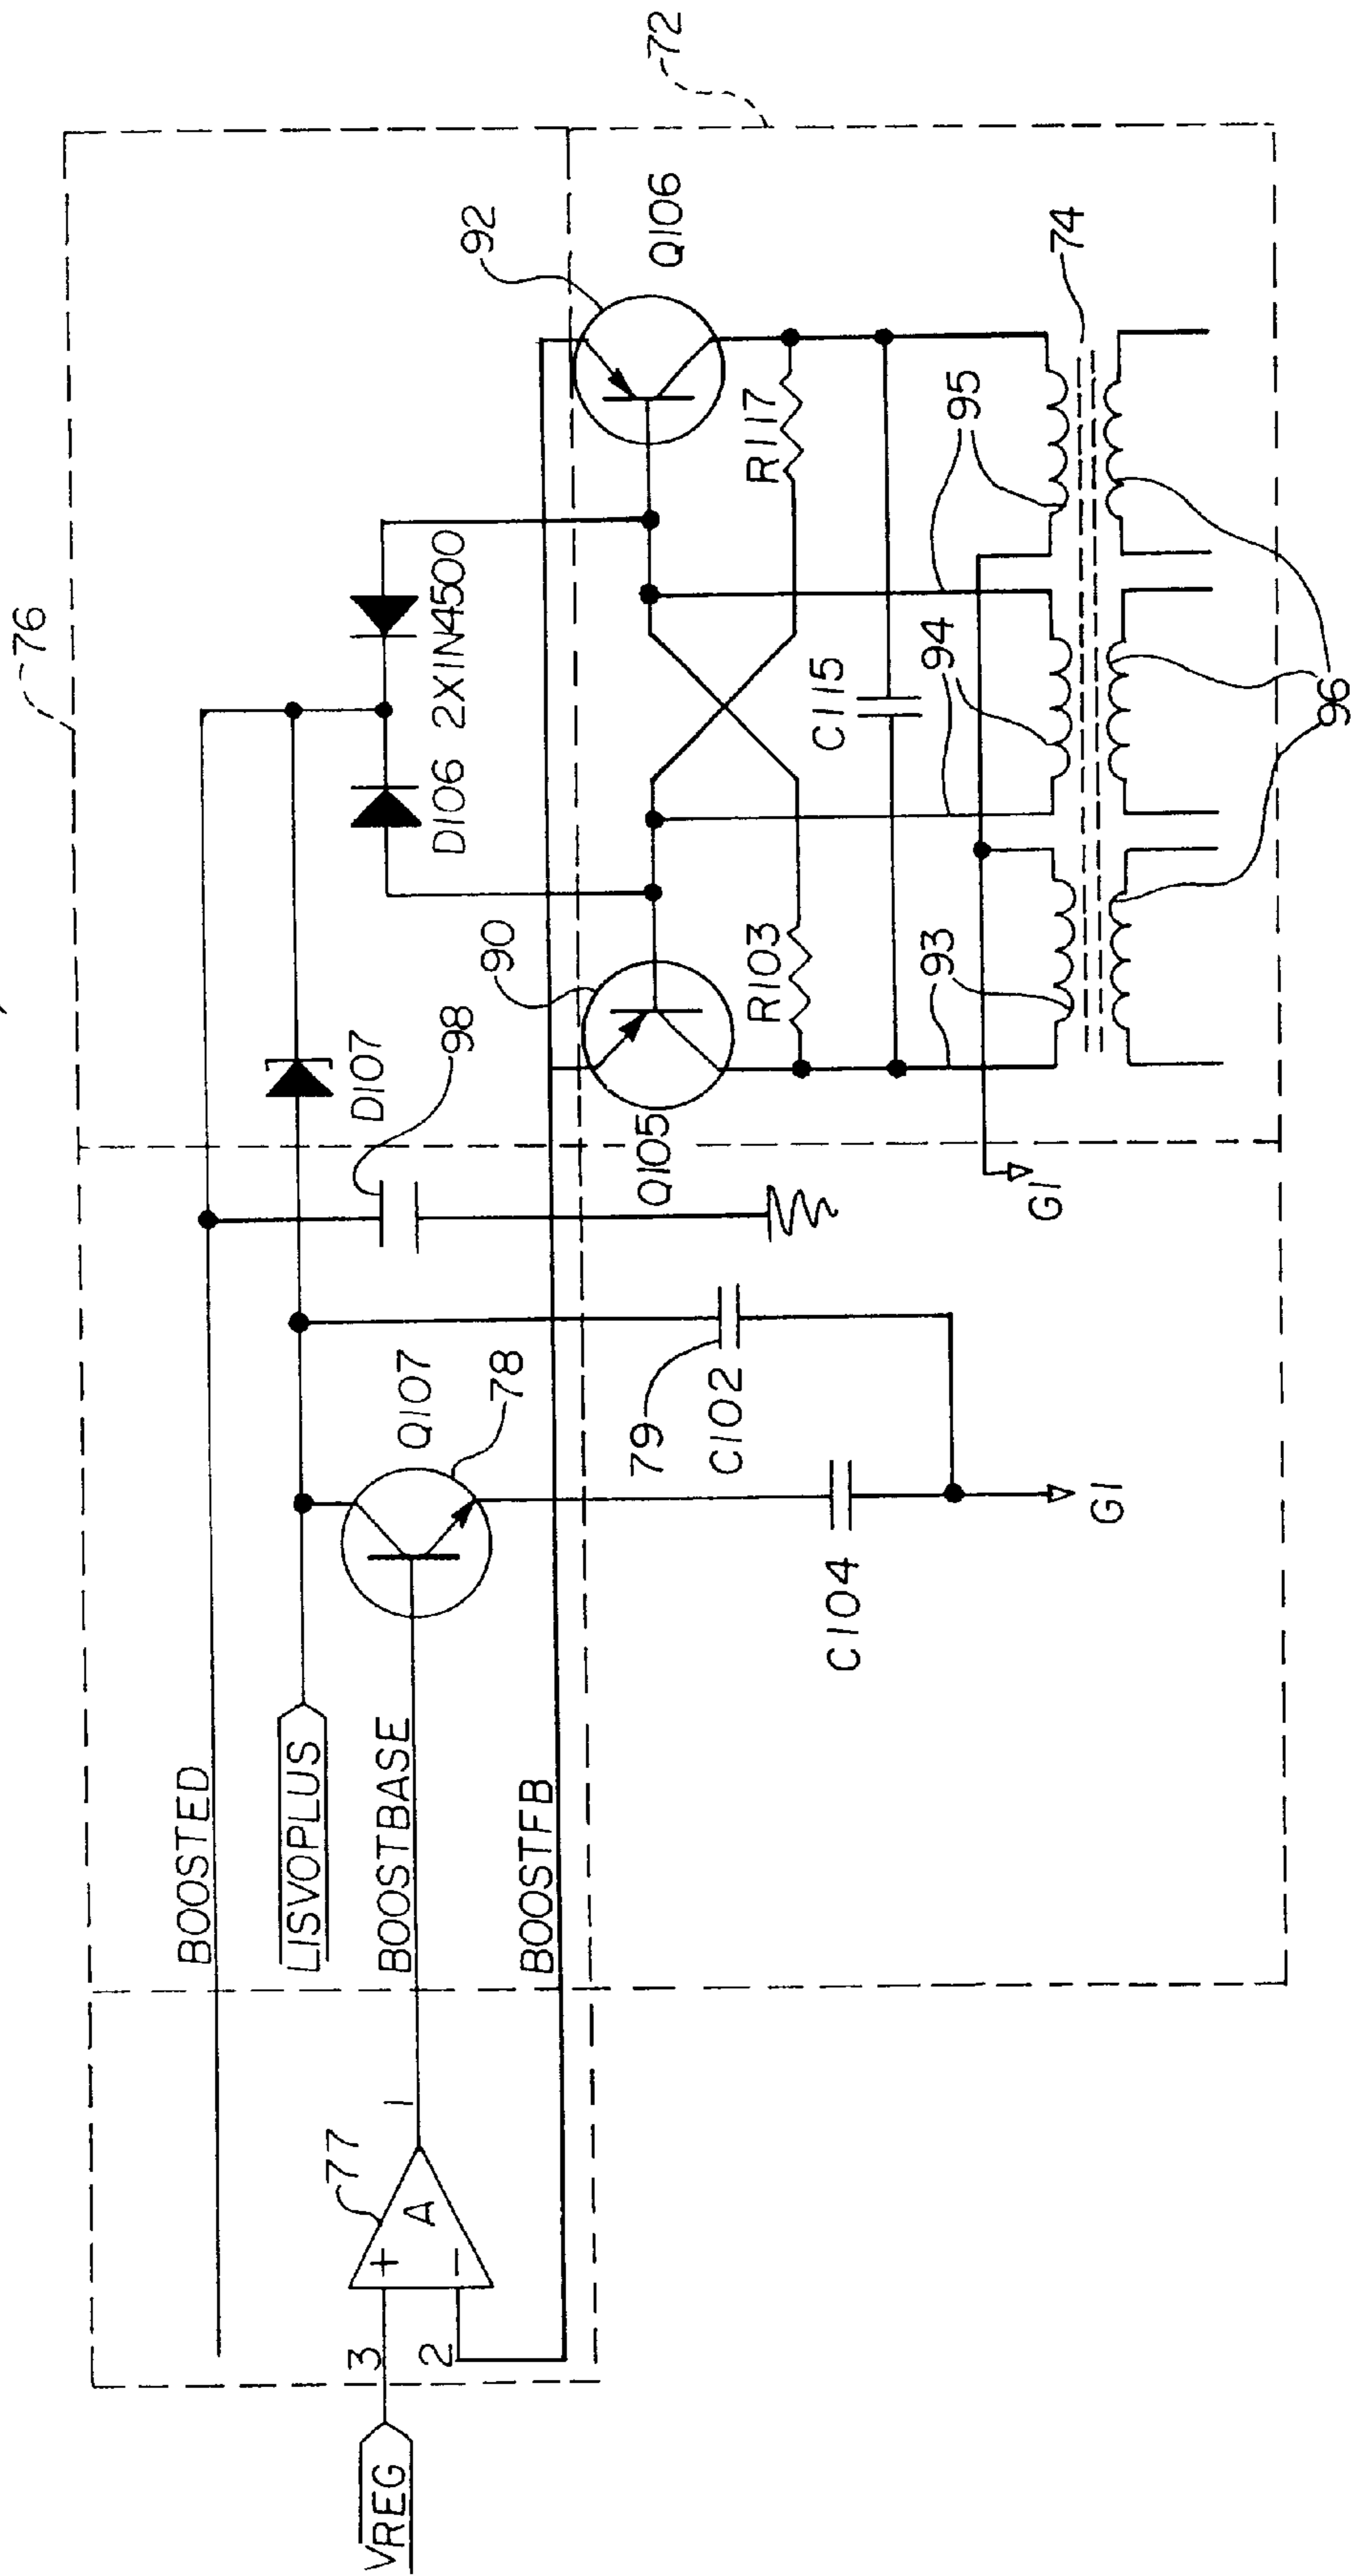 76
72
BOOSTED
LISVOPLUS
BOOSTBASE
BOOSTFB
VREG
3
2
+
−
A
77
1
Q107
78
79
C102
C104
G1
D107
98
D106 2X1N4500
90
Q105
92
Q106
R103
R117
C115
G1
93
94
95
74
96